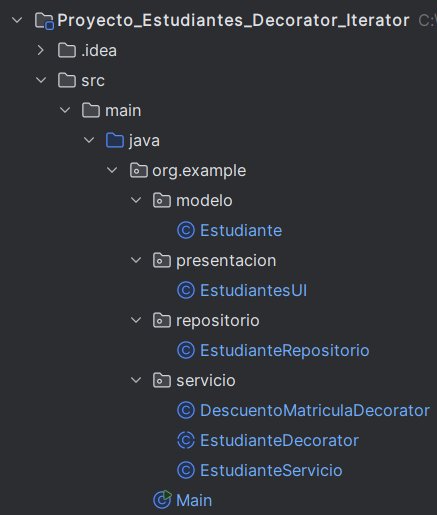 Proyecto_Estudiantes_Decorator_Iterator C:\
.idea
src
main
java
org.example
modelo
C Estudiante
presentacion
C EstudiantesUI
repositorio
C EstudianteRepositorio
servicio
C DescuentoMatriculaDecorator
C EstudianteDecorator
C EstudianteServicio
C Main